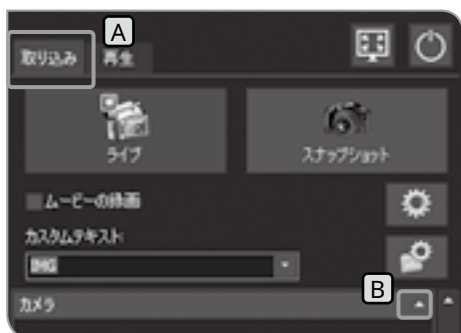 A
取り込み 再生
ライブ スナップショット
ムービーの録画
カスタムテキスト
IMG
B
カメラ